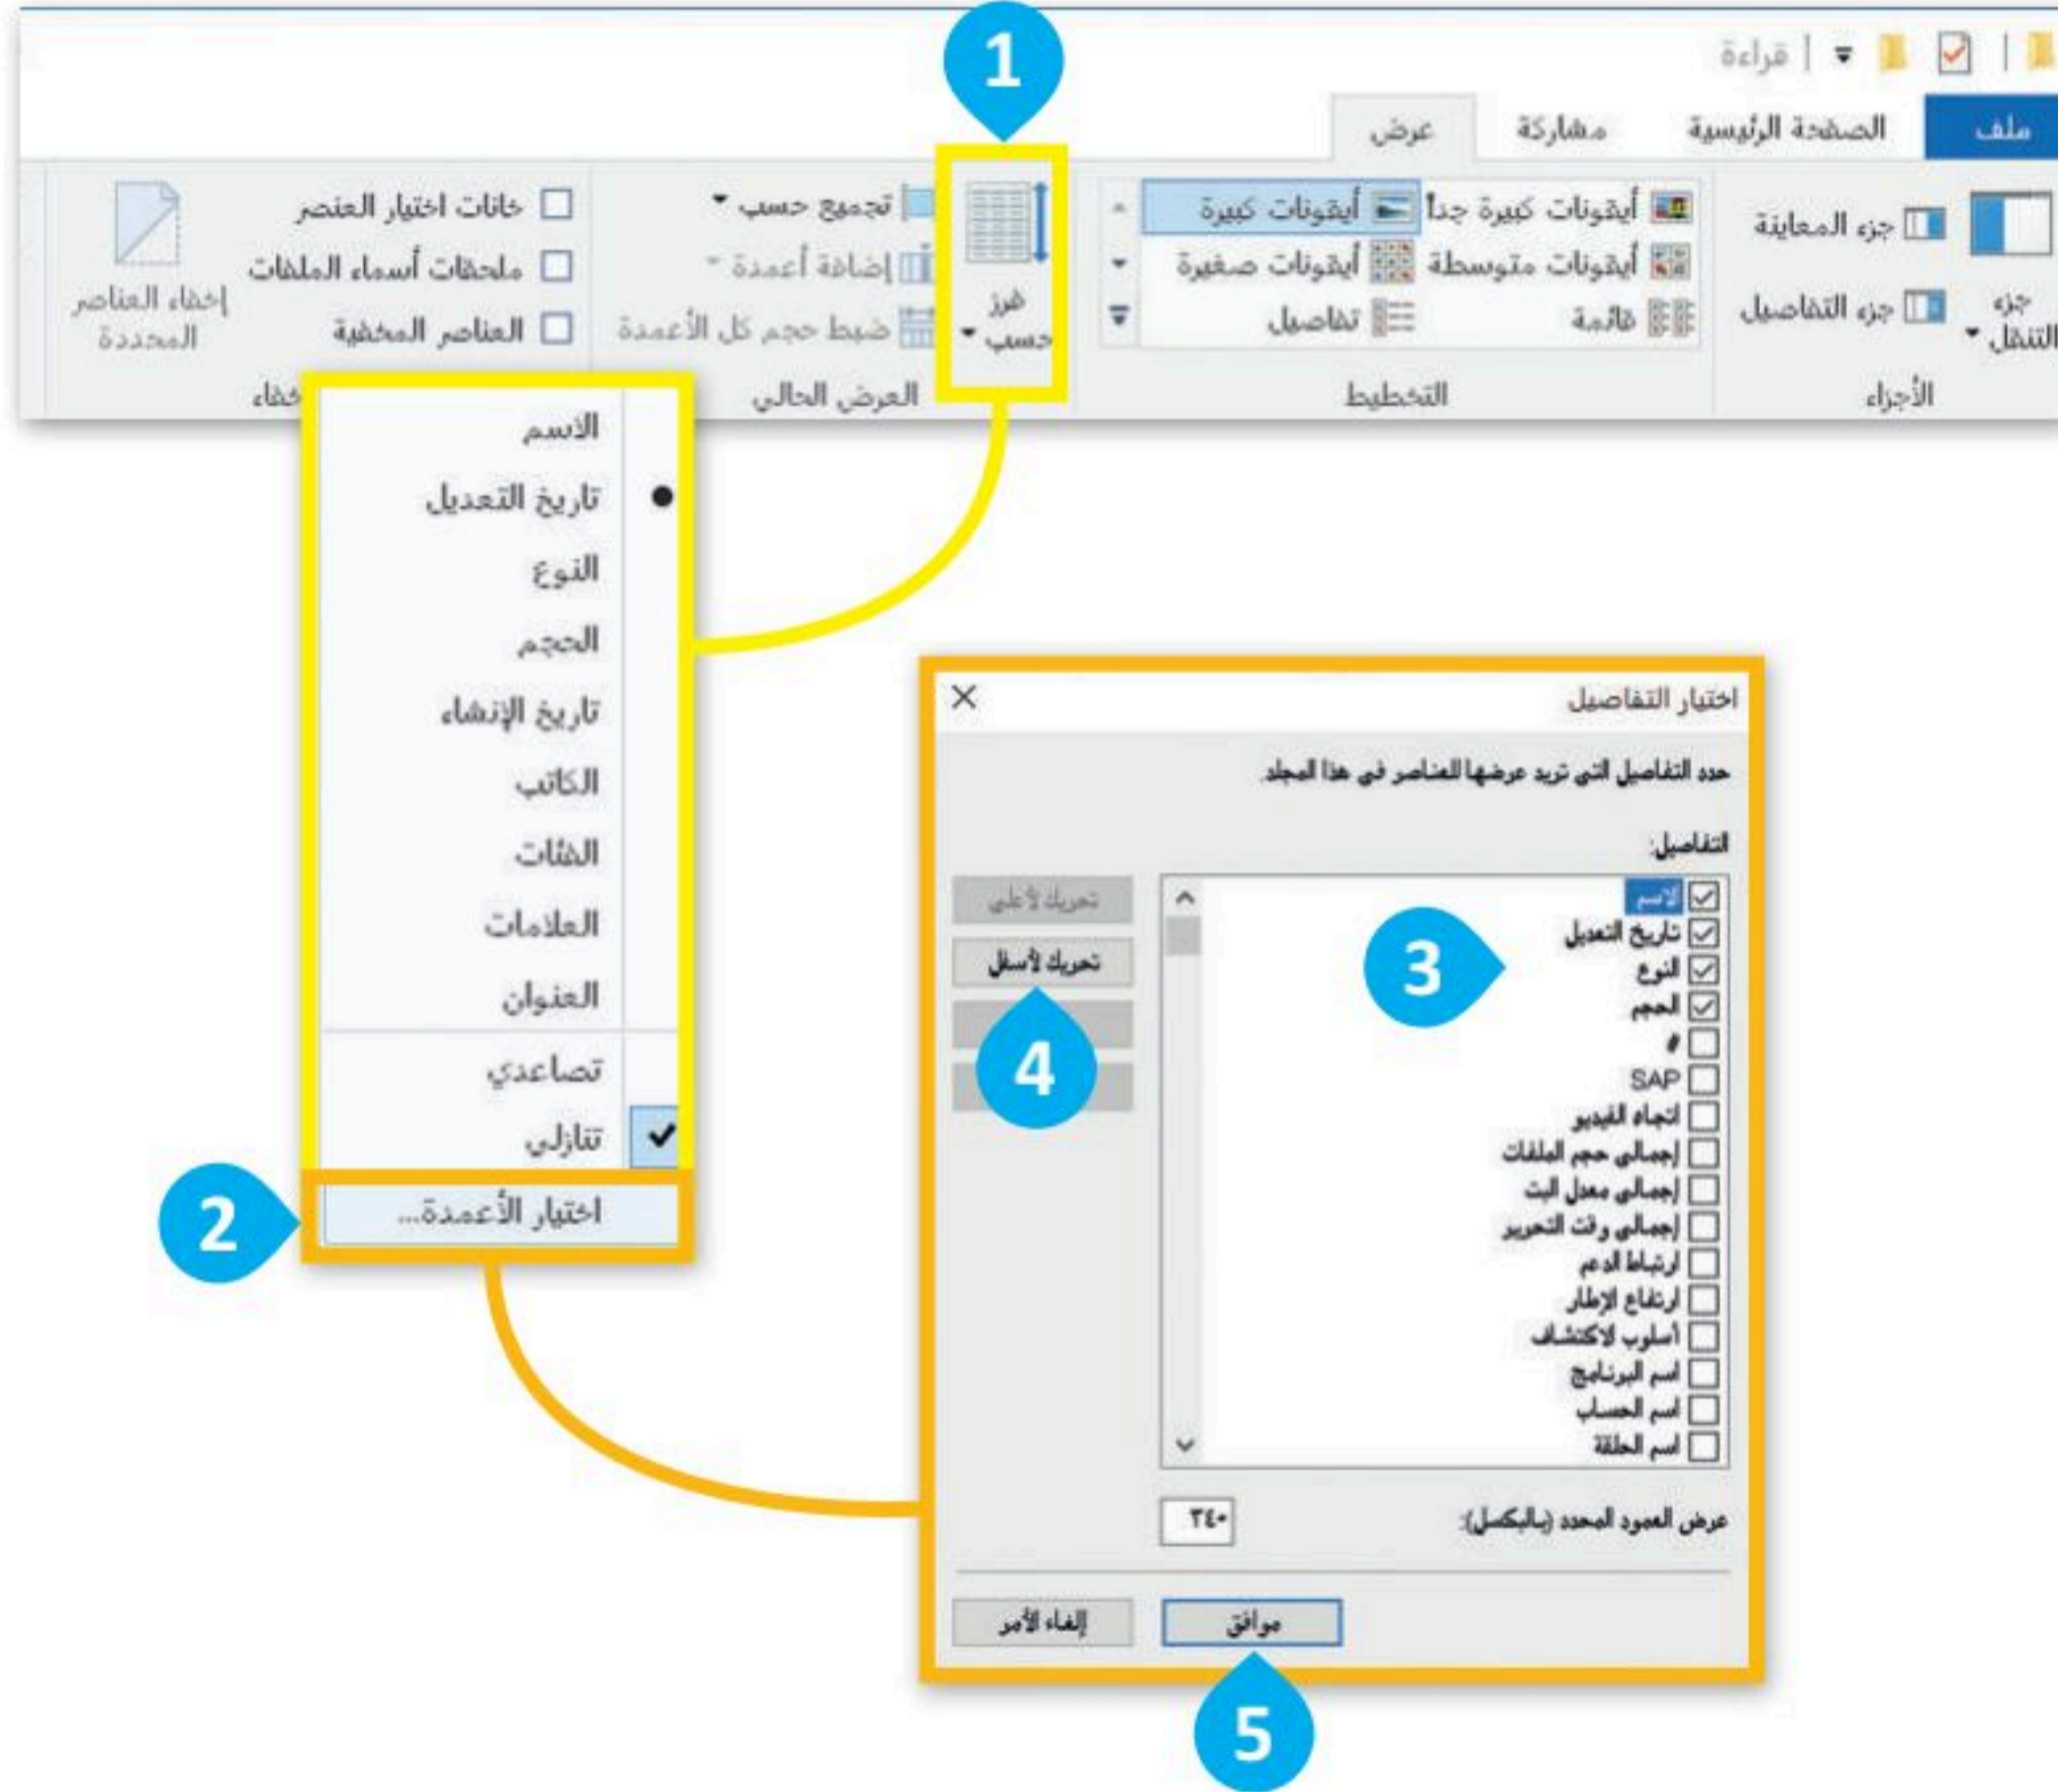 قراءة
ملف
الصفحة الرئيسية
مشاركة
عرض
جزء التنقل
جزء المعاينة
جزء التفاصيل
الأجزاء
أيقونات كبيرة جداً
أيقونات كبيرة
أيقونات متوسطة
أيقونات صغيرة
قائمة
تفاصيل
التخطيط
1
فرز
حسب
تجميع حسب
إضافة أعمدة
ضبط حجم كل الأعمدة
العرض الحالي
خانات اختيار العنصر
ملحقات أسماء الملفات
العناصر المخفية
إخفاء العناصر
المحددة
خفاء
الاسم
تاريخ التعديل
النوع
الحجم
تاريخ الإنشاء
الكاتب
الفئات
العلامات
العنوان
تصاعدي
تنازلي
2
اختيار الأعمدة...
اختيار التفاصيل
حدد التفاصيل التي تريد عرضها للعناصر في هذا المجلد.
التفاصيل:
الاسم
تاريخ التعديل
النوع
الحجم
#
SAP
اتجاه الفيديو
إجمالي حجم الملفات
إجمالي معدل البت
إجمالي وقت التحرير
ارتباط الدعم
ارتفاع الإطار
أسلوب لاكتشاف
اسم البرنامج
اسم الحساب
اسم الحلقة
3
تحريك لأعلى
تحريك لأسفل
4
عرض العمود المحدد (بالبكسل):
٣٤٠
موافق
إلغاء الأمر
5